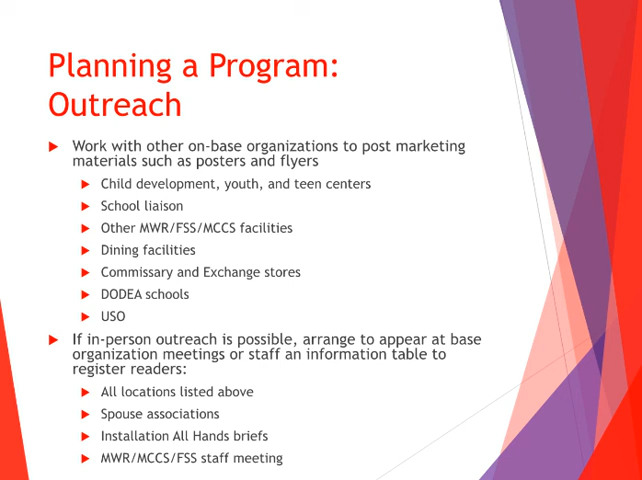 Planning a Program:
Outreach
Work with other on-base organizations to post marketing
materials such as posters and flyers
Child development, youth, and teen centers
School liaison
Other MWR/FSS/MCCS facilities
Dining facilities
Commissary and Exchange stores
DODEA schools
USO
If in-person outreach is possible, arrange to appear at base
organization meetings or staff an information table to
register readers:
All locations listed above
Spouse associations
Installation All Hands briefs
MWR/MCCS/FSS staff meeting